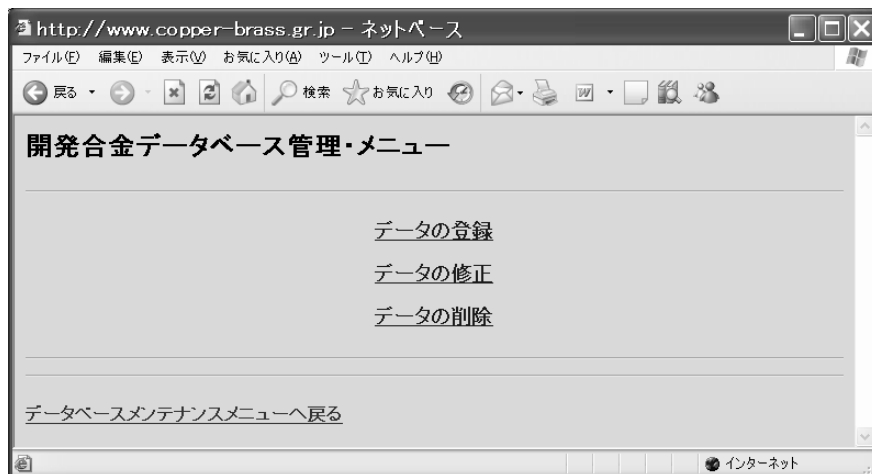 http://www.copper-brass.gr.jp - ネットペース
ファイル(F) 編集(E) 表示(V) お気に入り(A) ツール(T) ヘルプ(H)
戻る 検索 お気に入り
開発合金データベース管理・メニュー
データの登録
データの修正
データの削除
データベースメンテナンスメニューへ戻る
インターネット